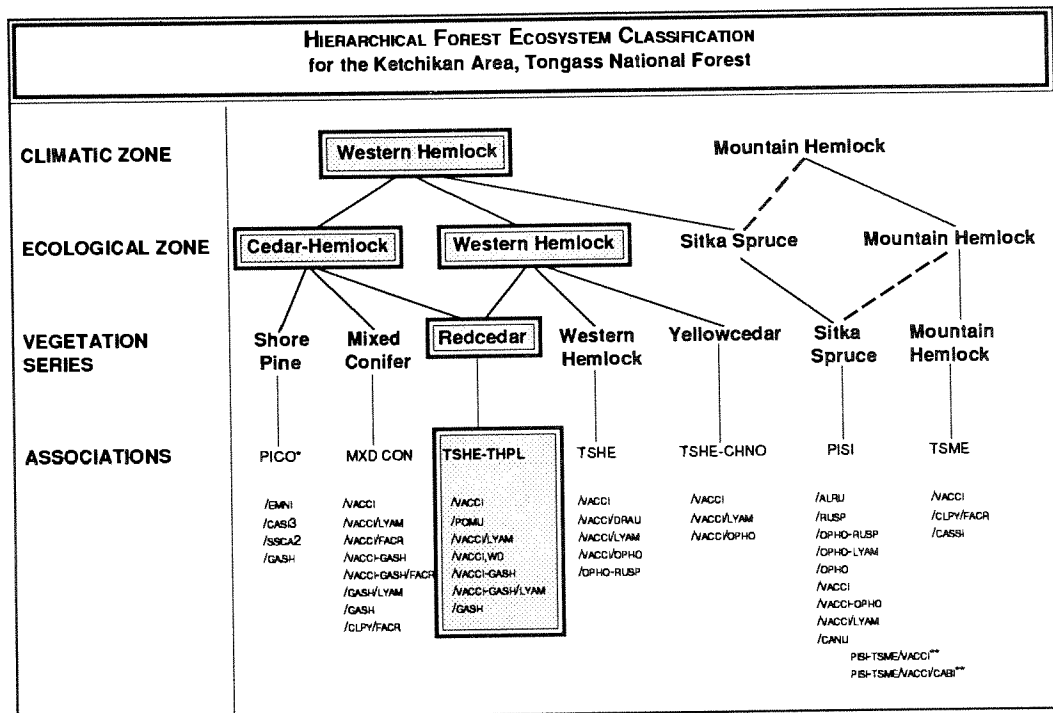 HIERARCHICAL FOREST ECOSYSTEM CLASSIFICATION
for the Ketchikan Area, Tongass National Forest
CLIMATIC ZONE
Western Hemlock
Mountain Hemlock
ECOLOGICAL ZONE
Cedar-Hemlock
Western Hemlock
Sitka Spruce
Mountain Hemlock
VEGETATION
SERIES
Shore
Pine
Mixed
Conifer
Redcedar
Western
Hemlock
Yellowcedar
Sitka
Spruce
Mountain
Hemlock
ASSOCIATIONS
PICO*
/EMNI
/CASI3
/SSCA2
/GASH
MXD CON
/VACCI
/VACCI/LYAM
/VACCI/FACR
/VACCI-GASH
/VACCI-GASH/FACR
/GASH/LYAM
/GASH
/CLPY/FACR
TSHE-THPL
/VACCI
/POMU
/VACCI/LYAM
/VACCI,WD
/VACCI-GASH
/VACCI-GASH/LYAM
/GASH
TSHE
/VACCI
/VACCI/DRAU
/VACCI/LYAM
/VACCI/OPHO
/OPHO-RUSP
TSHE-CHNO
/VACCI
/VACCI/LYAM
/VACCI/OPHO
PISI
/ALRU
/RUSP
/OPHO-RUSP
/OPHO-LYAM
/OPHO
/VACCI
/VACCI-OPHO
/VACCI/LYAM
/CANU
PISI-TSME/VACCI**
PISI-TSME/VACCI/CABI**
TSME
/VACCI
/CLPY/FACR
/CASSI